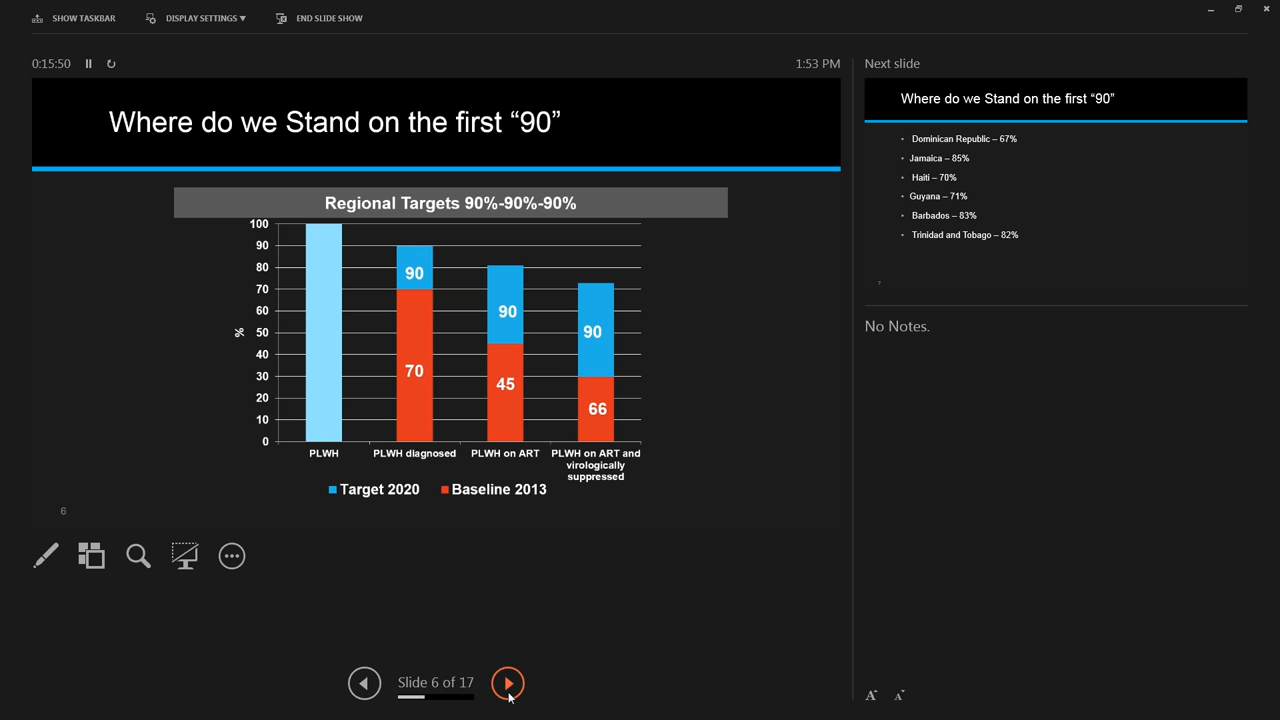 SHOW TASKBAR
DISPLAY SETTINGS ▼
END SLIDE SHOW
0:15:50
1:53 PM
Where do we Stand on the first “90”
Regional Targets 90%-90%-90%
100
90
80
70
60
50
40
30
20
10
0
%
90
70
90
45
90
66
PLWH
PLWH diagnosed
PLWH on ART
PLWH on ART and
virologically
suppressed
Target 2020
Baseline 2013
6
Slide 6 of 17
Next slide
Where do we Stand on the first “90”
• Dominican Republic – 67%
• Jamaica – 85%
• Haiti – 70%
• Guyana – 71%
• Barbados – 83%
• Trinidad and Tobago – 82%
7
No Notes.
A A